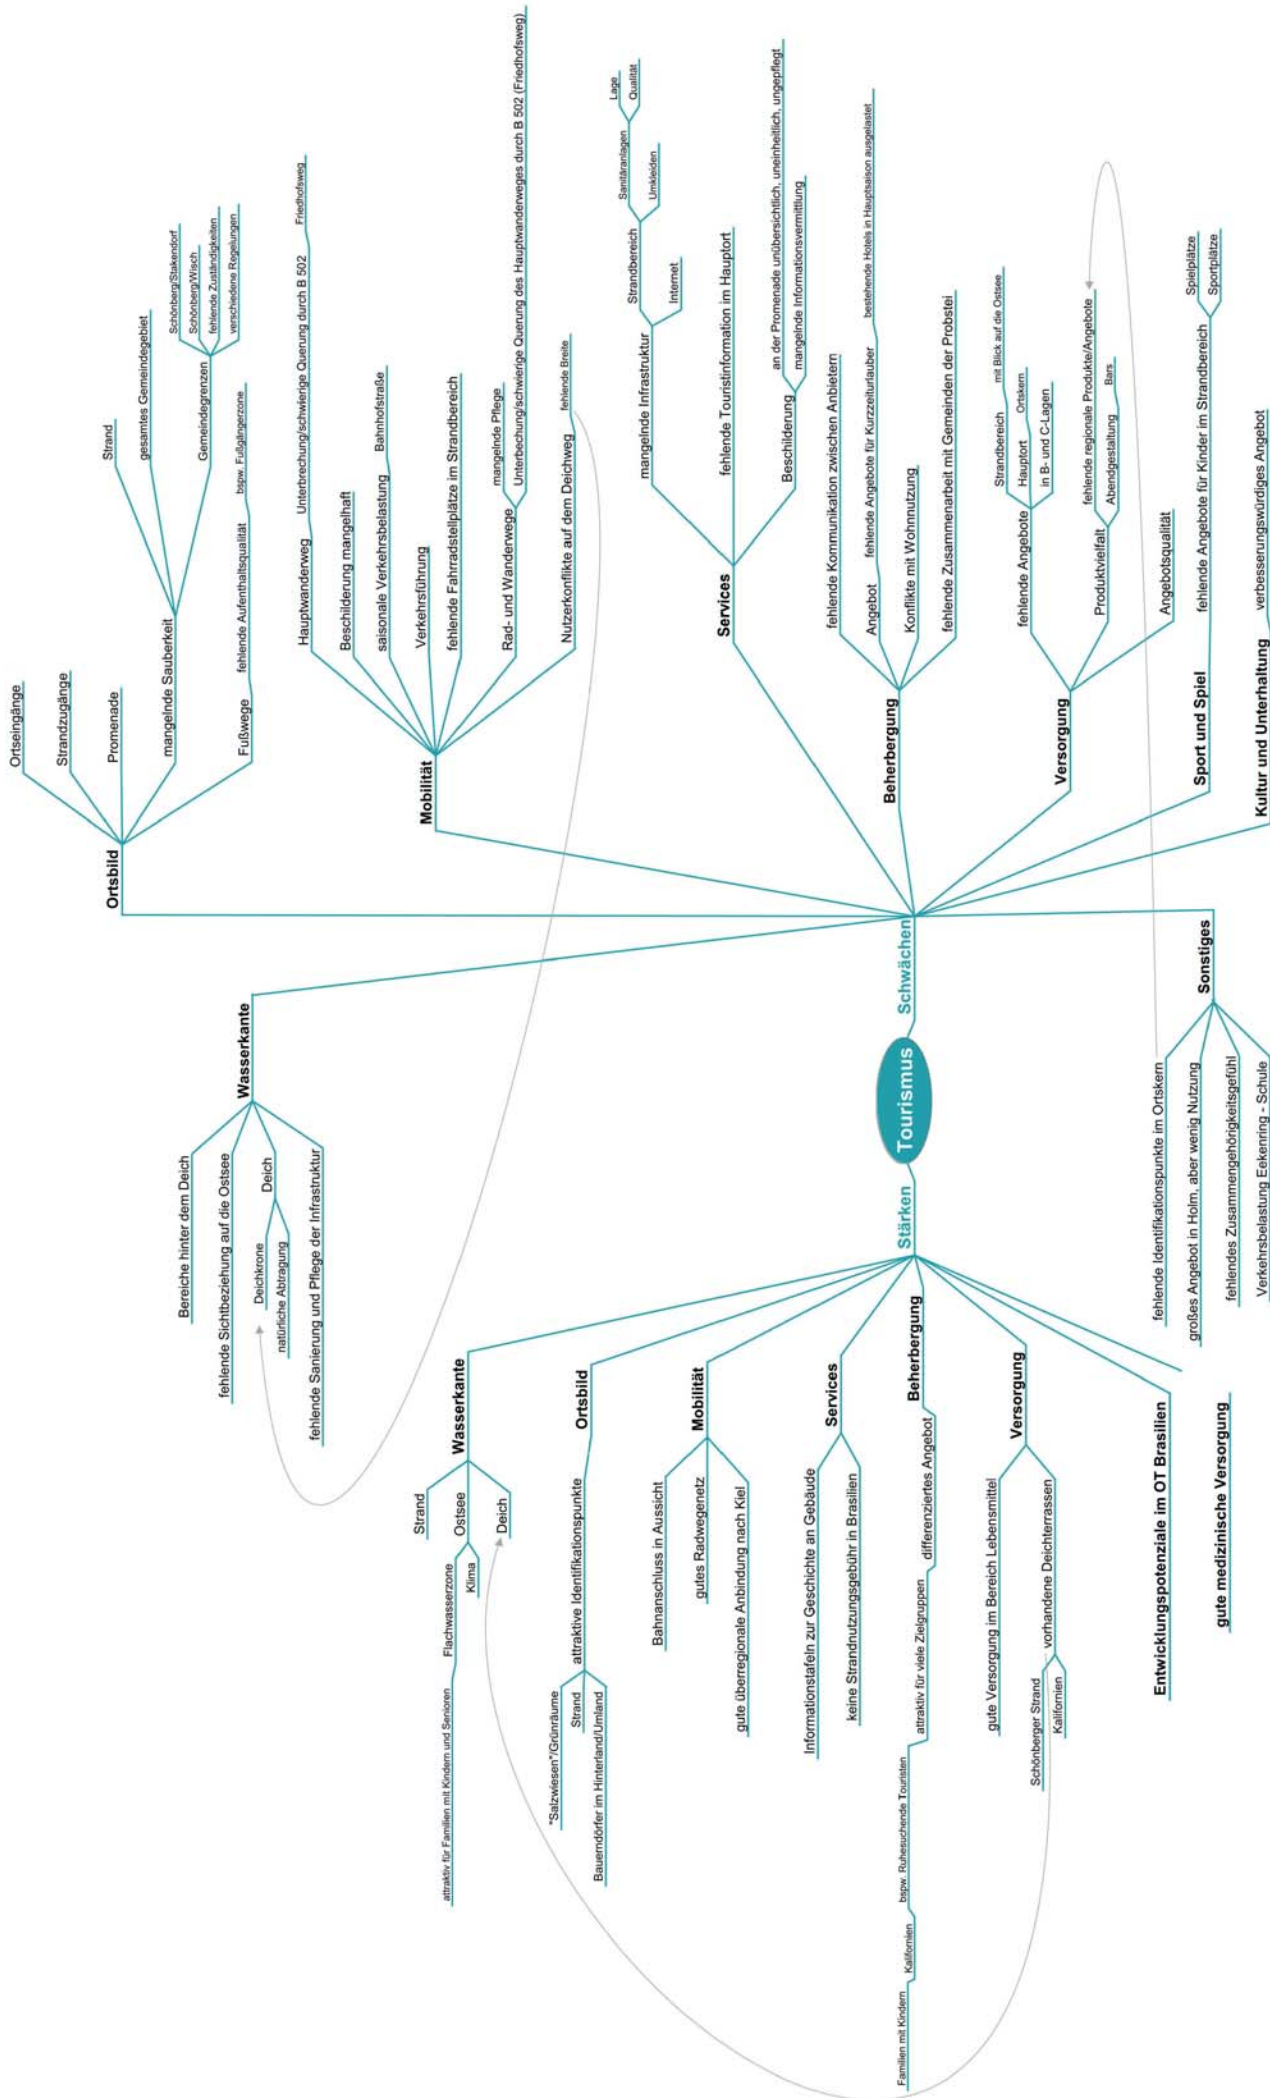 Tourismus
Stärken
Wasserkante
Strand
Ostsee
Flachwasserzone
attraktiv für Familien mit Kindern und Senioren
Klima
Deich
Ortsbild
attraktive Identifikationspunkte
"Salzwiesen"/Grünräume
Strand
Bauerndörfer im Hinterland/Umland
Mobilität
Bahnanschluss in Aussicht
gutes Radwegenetz
gute überregionale Anbindung nach Kiel
Services
Informationstafeln zur Geschichte an Gebäude
keine Strandnutzungsgebühr in Brasilien
Beherbergung
differenziertes Angebot
attraktiv für viele Zielgruppen
bspw. Ruhesuchende Touristen
Kalifornien
Familien mit Kindern
Versorgung
gute Versorgung im Bereich Lebensmittel
vorhandene Deichterrassen
Schönberger Strand
Kalifornien
Entwicklungspotenziale im OT Brasilien
gute medizinische Versorgung
Schwächen
Wasserkante
Bereiche hinter dem Deich
fehlende Sichtbeziehung auf die Ostsee
Deich
Deichkrone
natürliche Abtragung
fehlende Sanierung und Pflege der Infrastruktur
Ortsbild
Ortseingänge
Strandzugänge
Promenade
mangelnde Sauberkeit
Strand
gesamtes Gemeindegebiet
Gemeindegrenzen
Schönberg/Stakendorf
Schönberg/Wisch
fehlende Zuständigkeiten
verschiedene Regelungen
Fußwege
fehlende Aufenthaltsqualität
bspw. Fußgängerzone
Mobilität
Hauptwanderweg
Unterbrechung/schwierige Querung durch B 502
Friedhofsweg
Beschilderung mangelhaft
saisonale Verkehrsbelastung
Bahnhofstraße
Verkehrsführung
fehlende Fahrradstellplätze im Strandbereich
Rad- und Wanderwege
mangelnde Pflege
Unterbechung/schwierige Querung des Hauptwanderweges durch B 502 (Friedhofsweg)
Nutzerkonflikte auf dem Deichweg
fehlende Breite
Services
mangelnde Infrastruktur
Strandbereich
Sanitäranlagen
Lage
Qualität
Umkleiden
Internet
fehlende Touristinformation im Hauptort
Beschilderung
an der Promenade unübersichtlich, uneinheitlich, ungepflegt
mangelnde Informationsvermittlung
Beherbergung
fehlende Kommunikation zwischen Anbietern
Angebot
fehlende Angebote für Kurzzeiturlauber
bestehende Hotels in Hauptsaison ausgelastet
Konflikte mit Wohnnutzung
fehlende Zusammenarbeit mit Gemeinden der Probstei
Versorgung
fehlende Angebote
Strandbereich
mit Blick auf die Ostsee
Hauptort
Ortskern
in B- und C-Lagen
Produktvielfalt
fehlende regionale Produkte/Angebote
Abendgestaltung
Bars
Angebotsqualität
Sport und Spiel
fehlende Angebote für Kinder im Strandbereich
Spielplätze
Sportplätze
Kultur und Unterhaltung
verbesserungswürdiges Angebot
Sonstiges
fehlende Identifikationspunkte im Ortskern
großes Angebot in Holm, aber wenig Nutzung
fehlendes Zusammengehörigkeitsgefühl
Verkehrsbelastung Eekenring - Schule